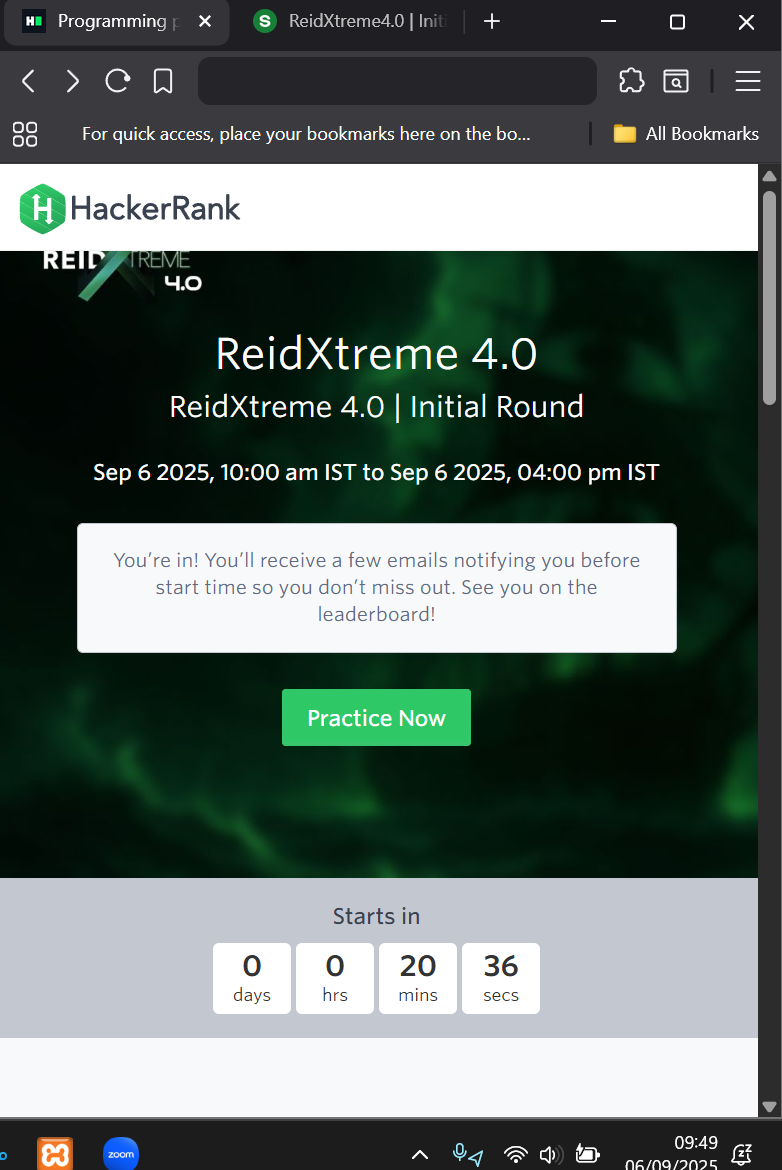 Programming p
ReidXtreme4.0 | Initi
For quick access, place your bookmarks here on the bo...
All Bookmarks
HackerRank
REIDXTREME
4.0
ReidXtreme 4.0
ReidXtreme 4.0 | Initial Round
Sep 6 2025, 10:00 am IST to Sep 6 2025, 04:00 pm IST
You’re in! You’ll receive a few emails notifying you before
start time so you don’t miss out. See you on the
leaderboard!
Practice Now
Starts in
0 0 20 36
days hrs mins secs
zoom
09:49
06/09/2025